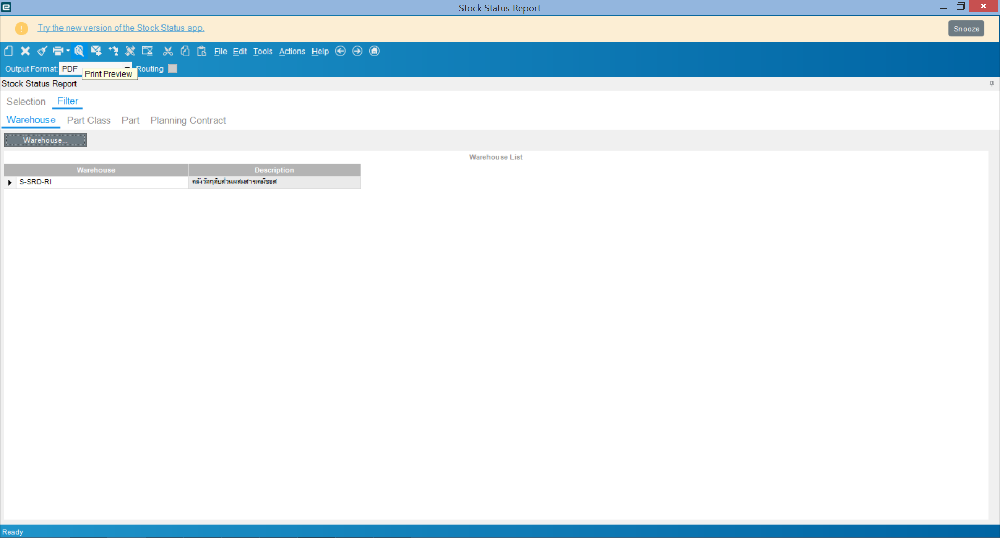 Stock Status Report
Try the new version of the Stock Status app.
Snooze
File Edit Tools Actions Help
Output Format: PDF Routing
Print Preview
Stock Status Report
Selection Filter
Warehouse Part Class Part Planning Contract
Warehouse...
Warehouse List
Warehouse Description
S-SRD-RI คลังวัตถุดิบส่วนผสมสารเคมีซอส
Ready